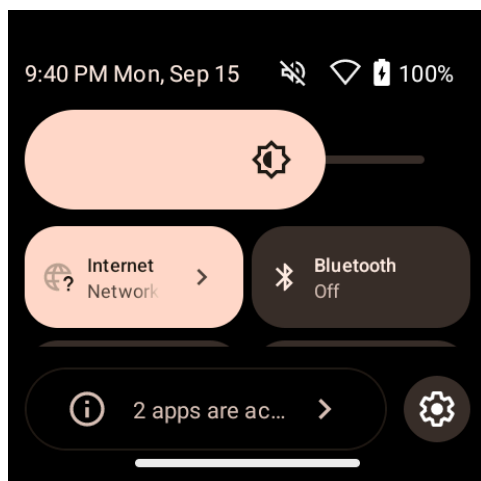 9:40 PM Mon, Sep 15 100%
Internet
Network
Bluetooth
Off
2 apps are ac...